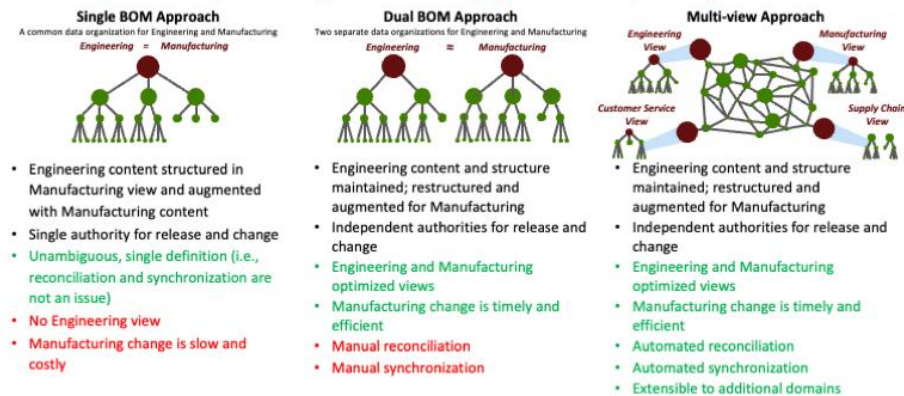 Single BOM Approach
A common data organization for Engineering and Manufacturing
Engineering = Manufacturing
• Engineering content structured in
Manufacturing view and augmented
with Manufacturing content
• Single authority for release and change
• Unambiguous, single definition (i.e.,
reconciliation and synchronization are
not an issue)
• No Engineering view
• Manufacturing change is slow and
costly
Dual BOM Approach
Two separate data organizations for Engineering and Manufacturing
Engineering ≈ Manufacturing
• Engineering content and structure
maintained; restructured and
augmented for Manufacturing
• Independent authorities for release and
change
• Engineering and Manufacturing
optimized views
• Manufacturing change is timely and
efficient
• Manual reconciliation
• Manual synchronization
Multi-view Approach
Engineering
View
Manufacturing
View
Customer Service
View
Supply Chain
View
• Engineering content and structure
maintained; restructured and
augmented for Manufacturing
• Independent authorities for release and
change
• Engineering and Manufacturing
optimized views
• Manufacturing change is timely and
efficient
• Automated reconciliation
• Automated synchronization
• Extensible to additional domains